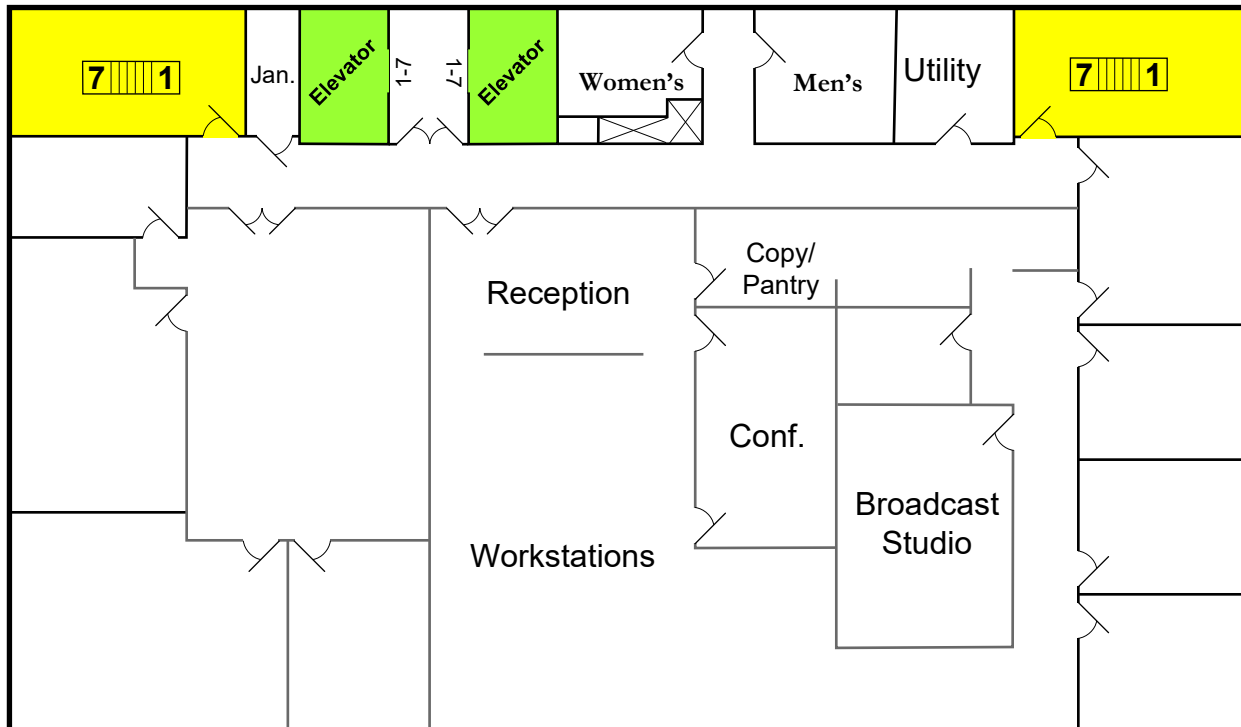 7 1
Jan.
Elevator
1-7
1-7
Elevator
Women's
Men's
Utility
7 1
Copy/
Pantry
Reception
Conf.
Broadcast
Studio
Workstations